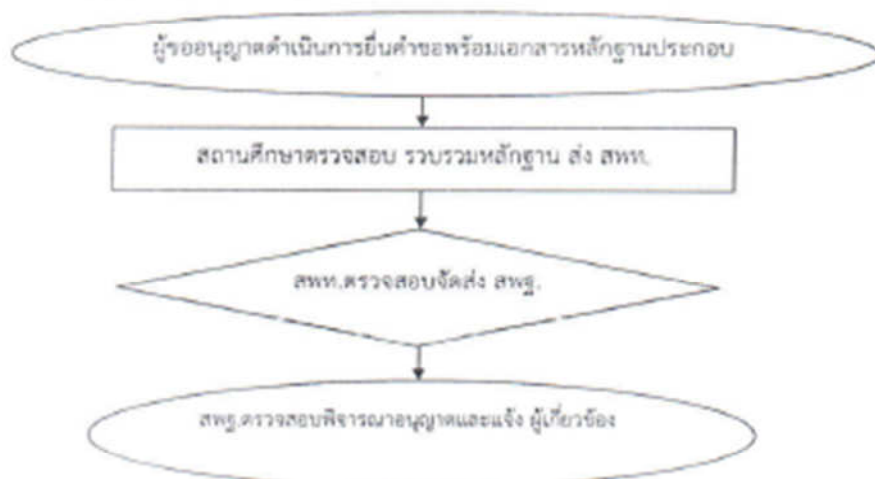 ผู้ขออนุญาตดำเนินการยื่นคำขอพร้อมเอกสารหลักฐานประกอบ
สถานศึกษาตรวจสอบ รวบรวมหลักฐาน ส่ง สพท.
สพท.ตรวจสอบจัดส่ง สพฐ.
สพฐ.ตรวจสอบพิจารณาอนุญาตและแจ้ง ผู้เกี่ยวข้อง